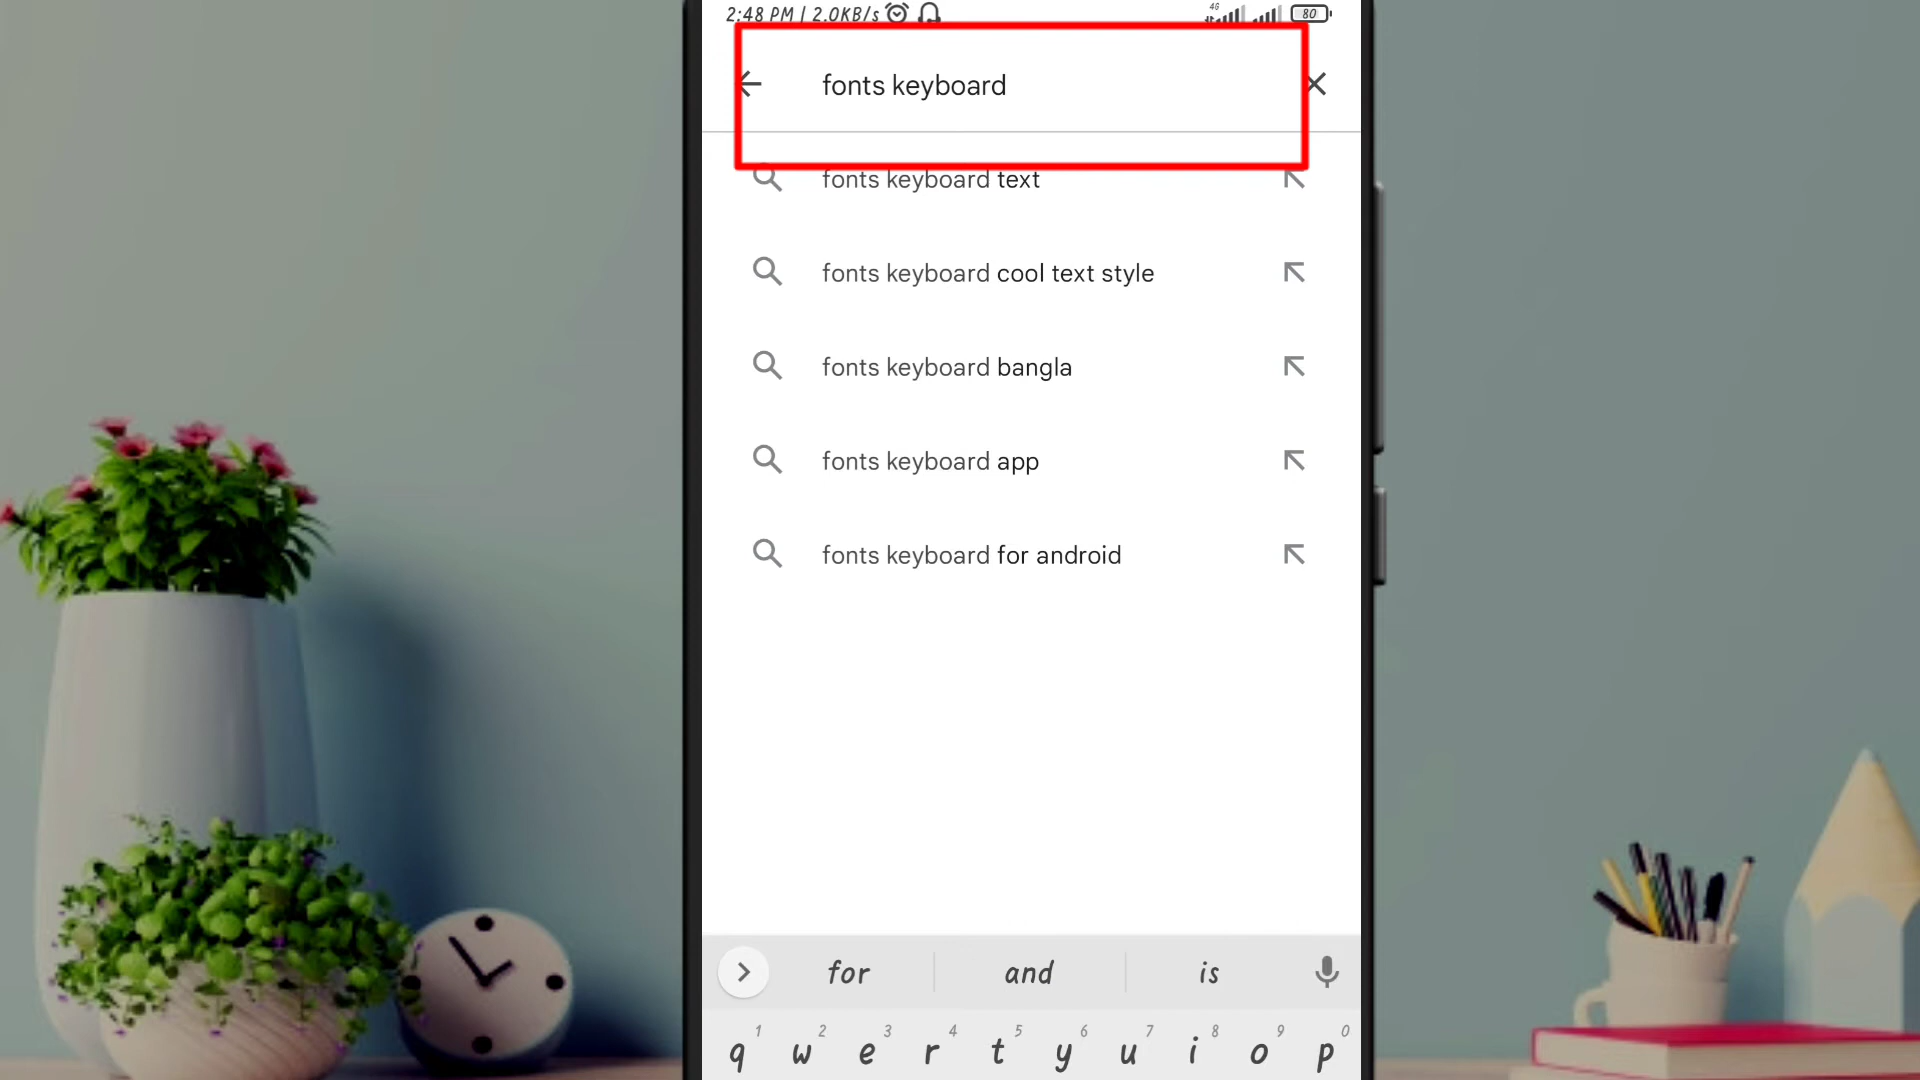 2:48 PM | 2.0KB/s
4G
80
fonts keyboard
fonts keyboard text
fonts keyboard cool text style
fonts keyboard bangla
fonts keyboard app
fonts keyboard for android
for and is
1 2 3 4 5 6 7 8 9 0
q w e r t y u i o p